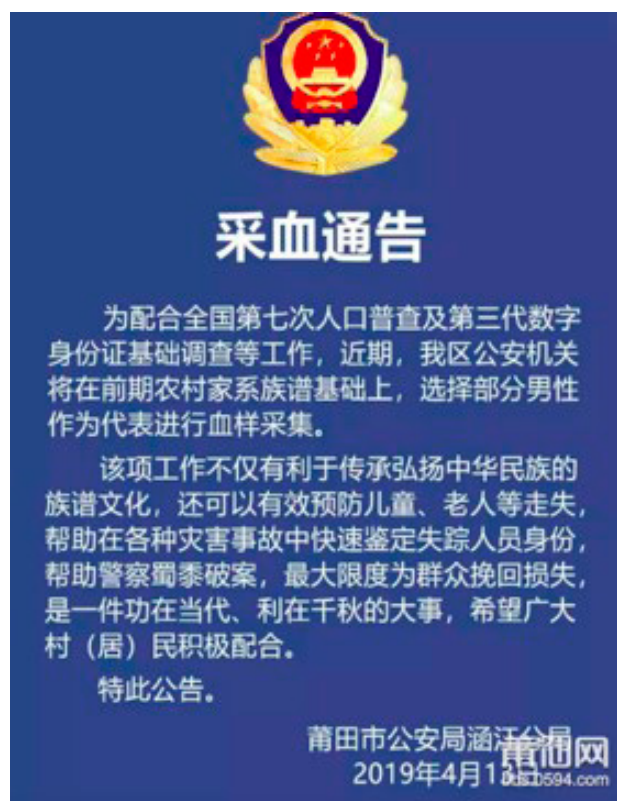 采血通告
为配合全国第七次人口普查及第三代数字
身份证基础调查等工作，近期，我区公安机关
将在前期农村家系族谱基础上，选择部分男性
作为代表进行血样采集。
该项工作不仅有利于传承弘扬中华民族的
族谱文化，还可以有效预防儿童、老人等走失，
帮助在各种灾害事故中快速鉴定失踪人员身份，
帮助警察蜀黍破案，最大限度为群众挽回损失，
是一件功在当代、利在千秋的大事，希望广大
村（居）民积极配合。
特此公告。
莆田市公安局涵江分局
2019年4月1
莆田网
0594.com